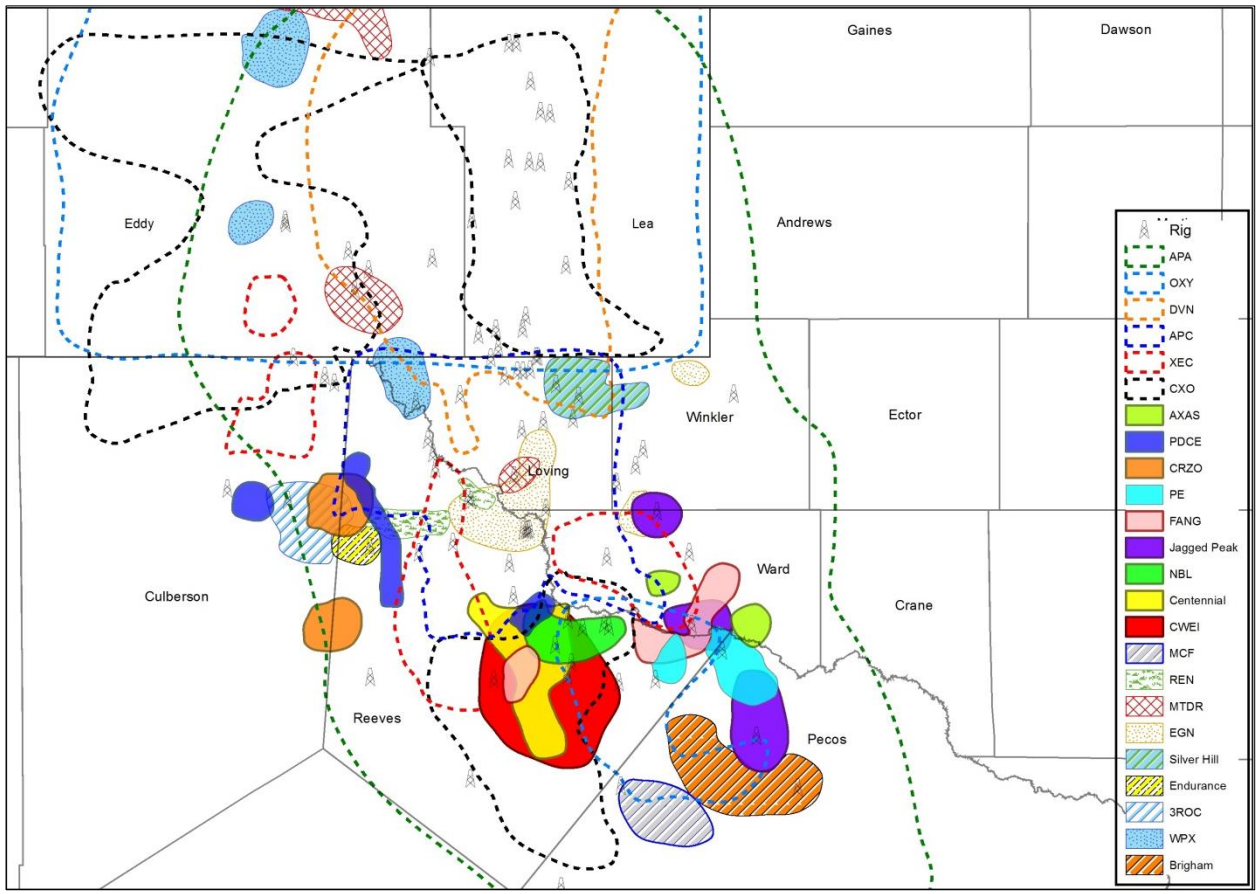 Gaines
Dawson
Eddy
Lea
Andrews
Winkler
Ector
Loving
Ward
Culberson
Crane
Reeves
Pecos
Rig
APA
OXY
DVN
APC
XEC
CXO
AXAS
PDCE
CRZO
PE
FANG
Jagged Peak
NBL
Centennial
CWEI
MCF
REN
MTDR
EGN
Silver Hill
Endurance
3ROC
WPX
Brigham